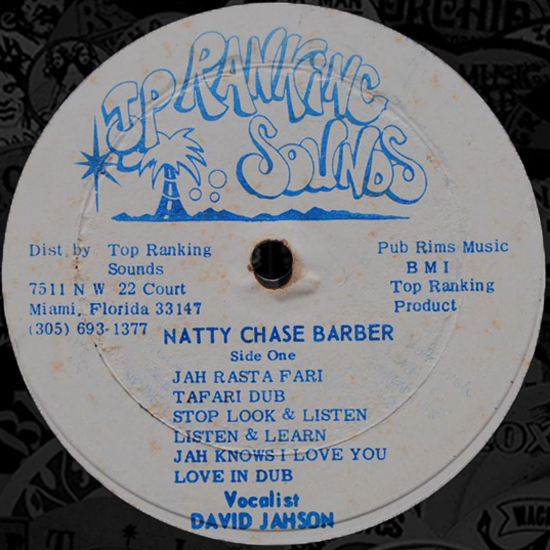 TOP RANKING
SOUNDS
Dist. by Top Ranking
Sounds
7511 N W 22 Court
Miami, Florida 33147
(305) 693-1377
Pub Rims Music
B M I
Top Ranking
Product
NATTY CHASE BARBER
Side One
JAH RASTA FARI
TAFARI DUB
STOP LOOK & LISTEN
LISTEN & LEARN
JAH KNOWS I LOVE YOU
LOVE IN DUB
Vocalist
DAVID JAHSON